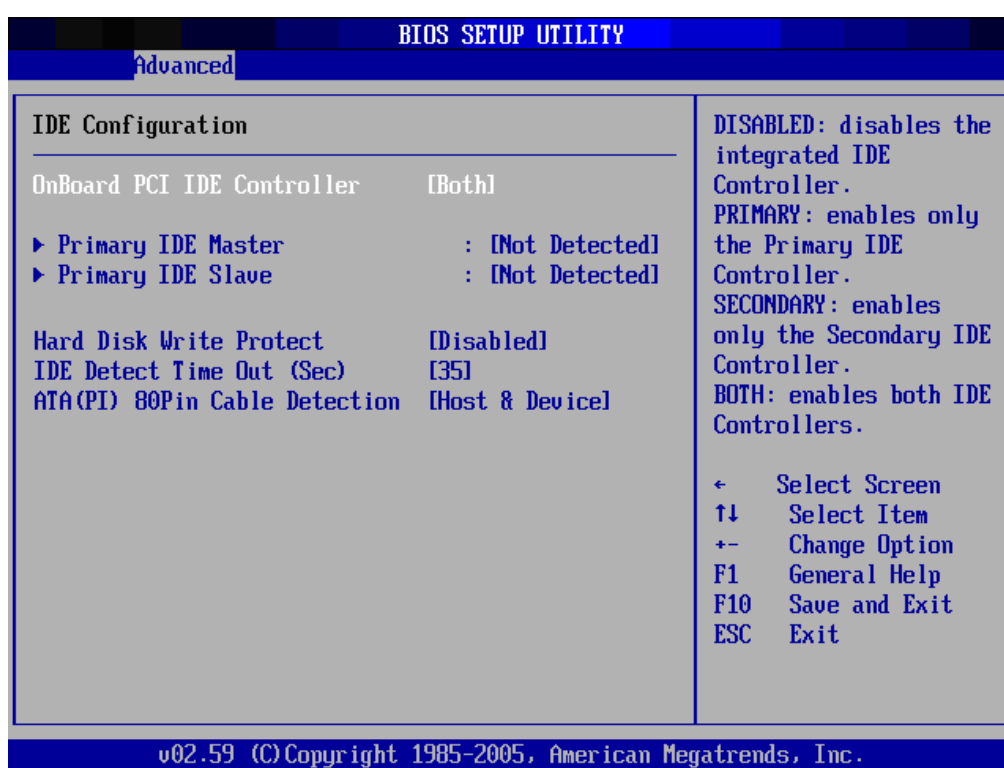 BIOS SETUP UTILITY
Advanced
IDE Configuration
OnBoard PCI IDE Controller [Both]
▶ Primary IDE Master : [Not Detected]
▶ Primary IDE Slave : [Not Detected]
Hard Disk Write Protect [Disabled]
IDE Detect Time Out (Sec) [35]
ATA(PI) 80Pin Cable Detection [Host & Device]
DISABLED: disables the
integrated IDE
Controller.
PRIMARY: enables only
the Primary IDE
Controller.
SECONDARY: enables
only the Secondary IDE
Controller.
BOTH: enables both IDE
Controllers.
← Select Screen
↑↓ Select Item
+- Change Option
F1 General Help
F10 Save and Exit
ESC Exit
v02.59 (C)Copyright 1985-2005, American Megatrends, Inc.